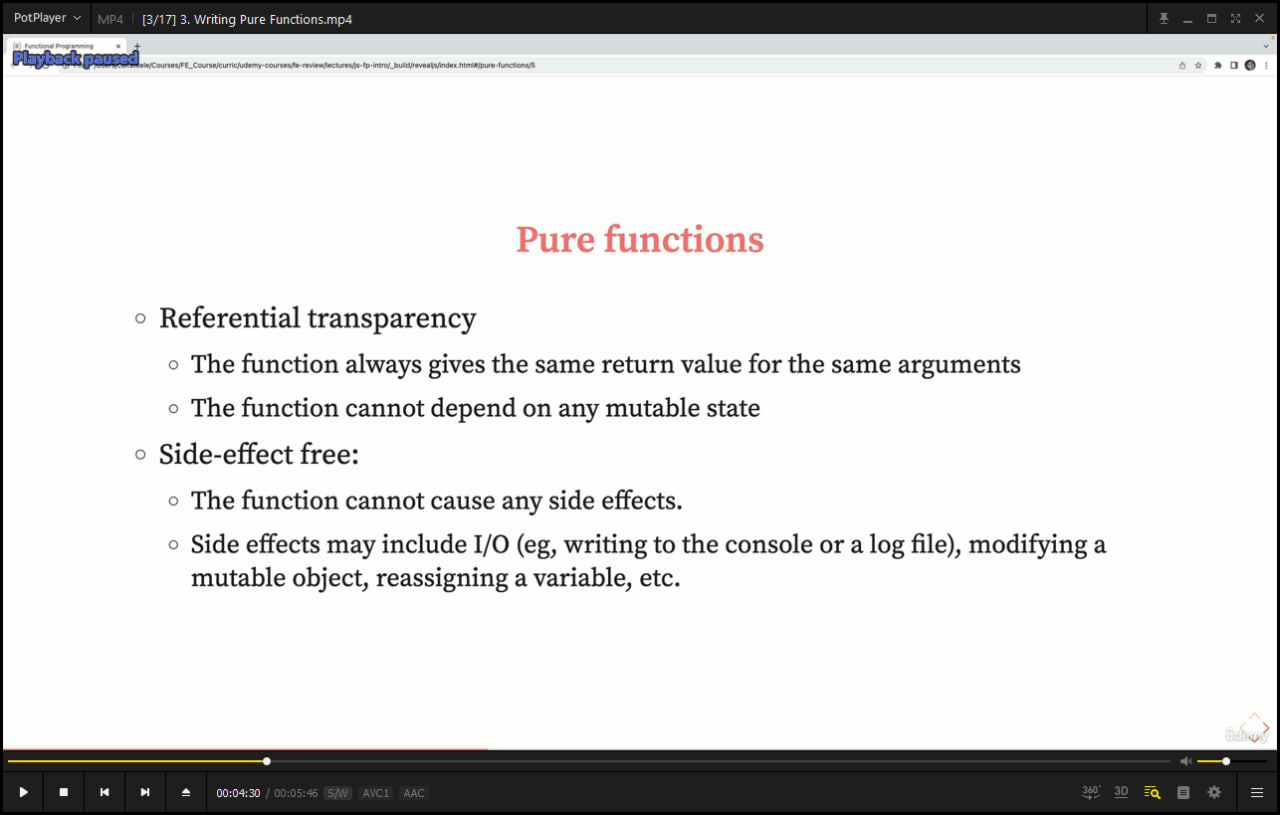 PotPlayer MP4 [3/17] 3. Writing Pure Functions.mp4
Functional Programming
Playback paused
/Courses/FE_Course/curric/udemy-courses/fe-review/lectures/js-fp-intro/_build/revealjs/index.html#/pure-functions/5
Pure functions
Referential transparency
The function always gives the same return value for the same arguments
The function cannot depend on any mutable state
Side-effect free:
The function cannot cause any side effects.
Side effects may include I/O (eg, writing to the console or a log file), modifying a
mutable object, reassigning a variable, etc.
ûdemy
00:04:30 / 00:05:46 S/W AVC1 AAC
360° 3D